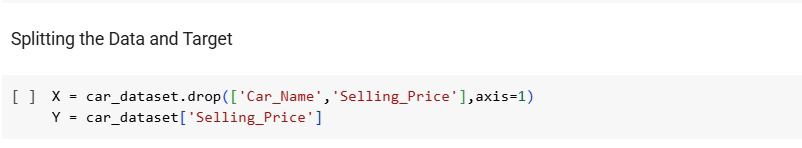 Splitting the Data and Target
[ ] X = car_dataset.drop(['Car_Name','Selling_Price'],axis=1)
Y = car_dataset['Selling_Price']